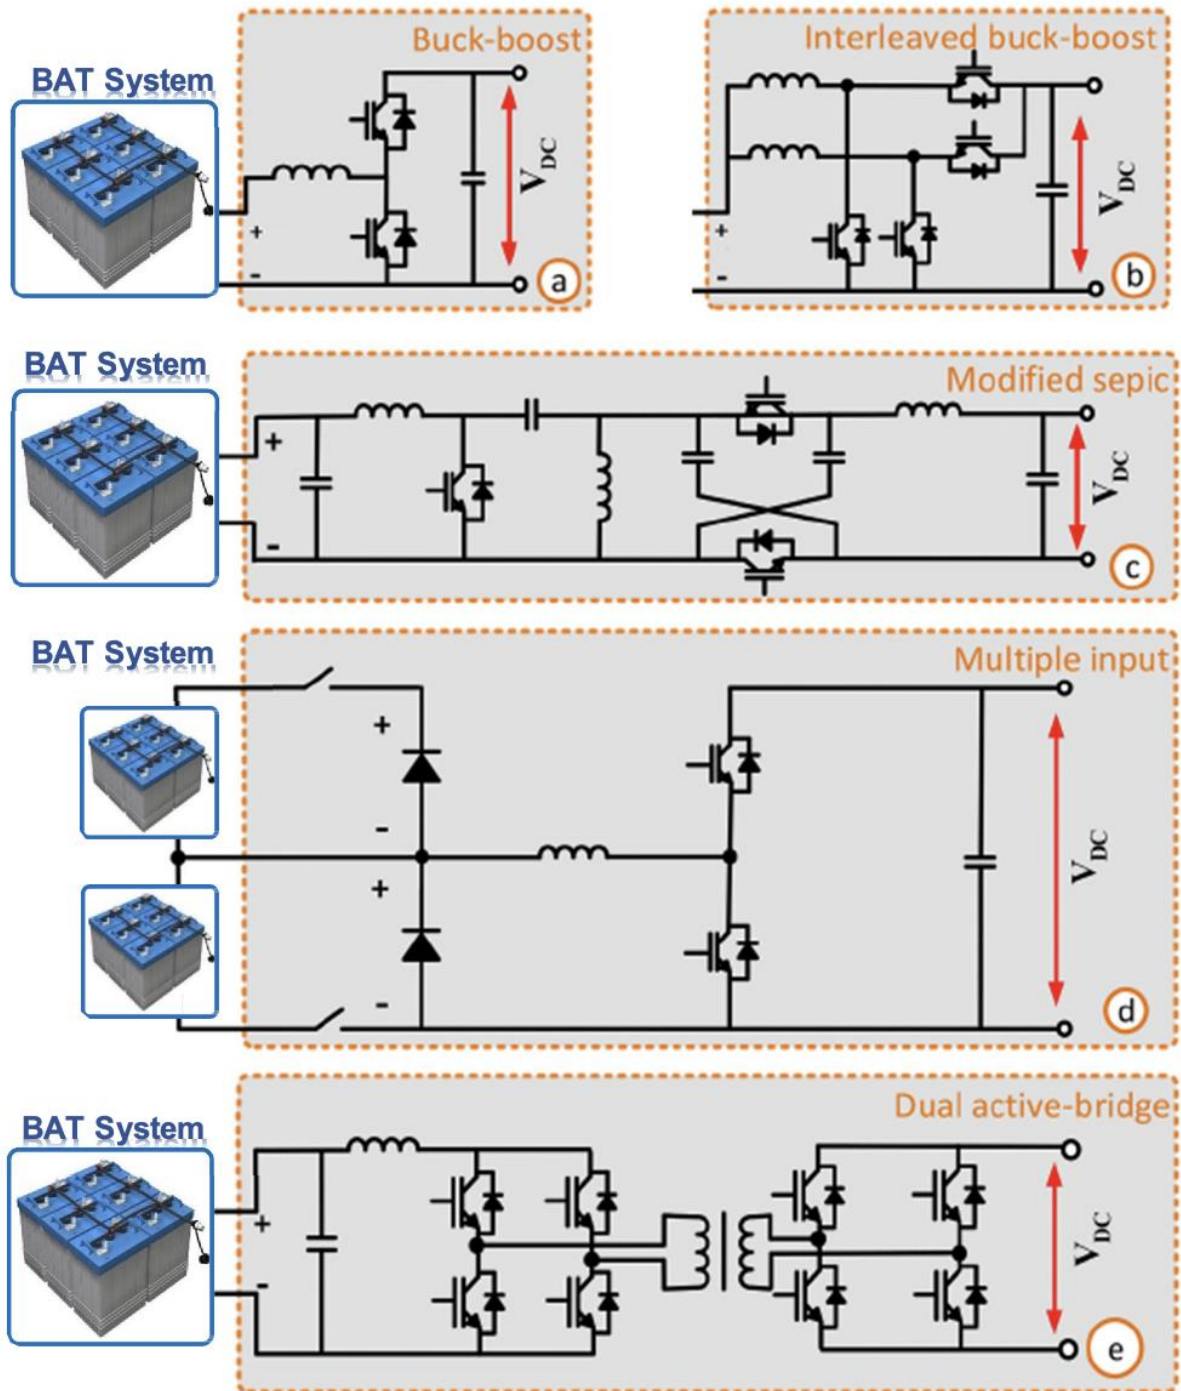 Buck-boost
BAT System
+
-
V_DC
a
Interleaved buck-boost
+
-
V_DC
b
BAT System
Modified sepic
+
-
V_DC
c
BAT System
Multiple input
+
-
+
-
V_DC
d
BAT System
Dual active-bridge
+
-
V_DC
e